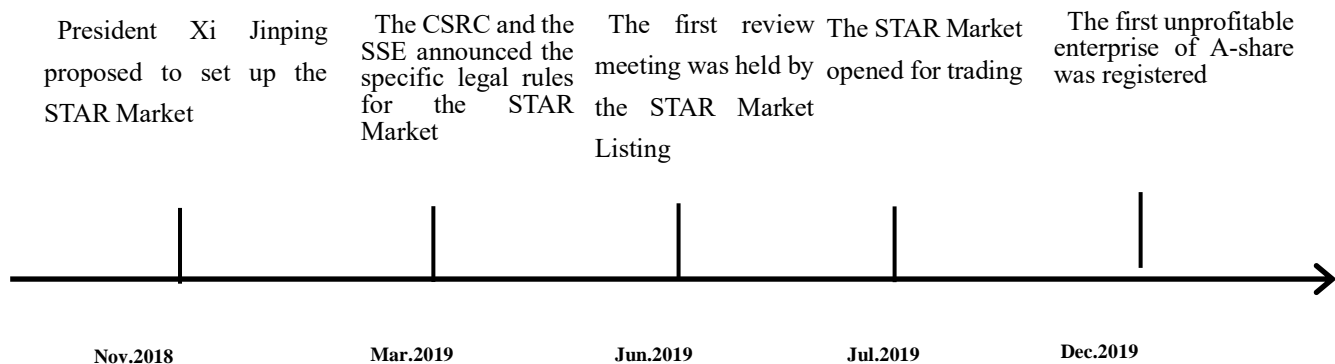 President Xi Jinping
proposed to set up the
STAR Market
The CSRC and the
SSE announced the
specific legal rules
for the STAR
Market
The first review
meeting was held by
the STAR Market
Listing
The STAR Market
opened for trading
The first unprofitable
enterprise of A-share
was registered
Nov.2018
Mar.2019
Jun.2019
Jul.2019
Dec.2019